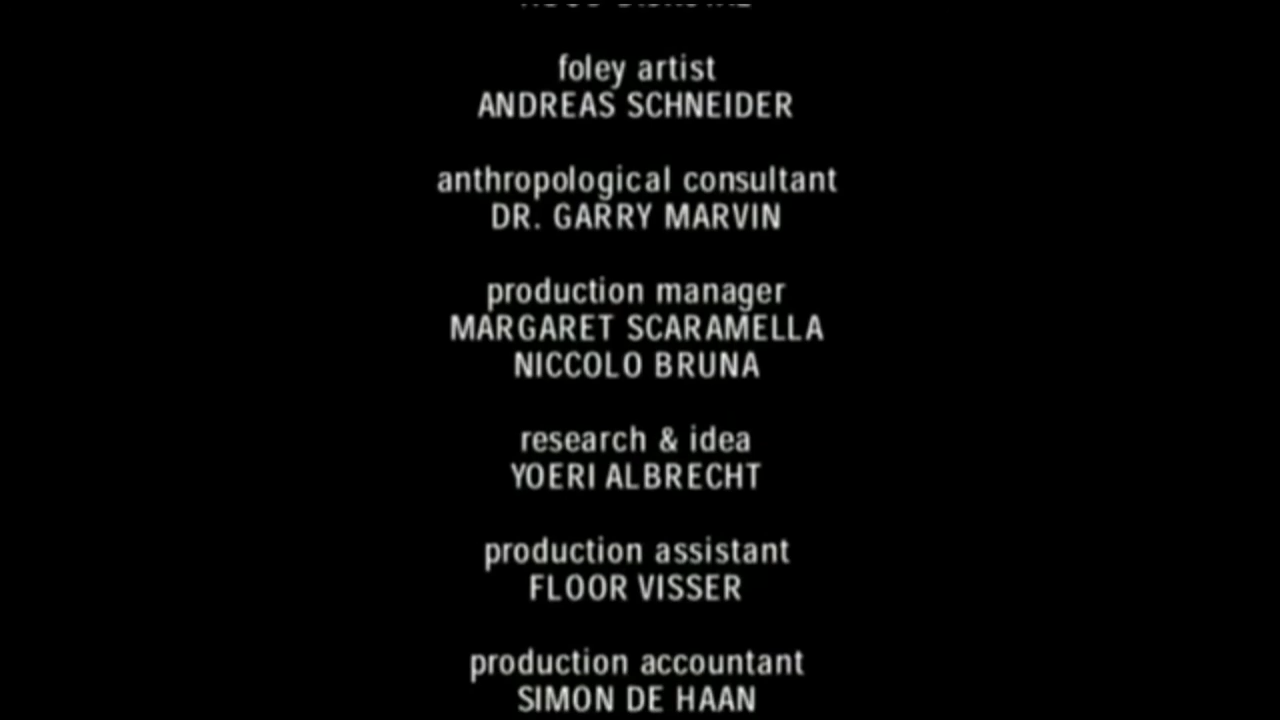 foley artist
ANDREAS SCHNEIDER
anthropological consultant
DR. GARRY MARVIN
production manager
MARGARET SCARAMELLA
NICCOLO BRUNA
research & idea
YOERI ALBRECHT
production assistant
FLOOR VISSER
production accountant
SIMON DE HAAN